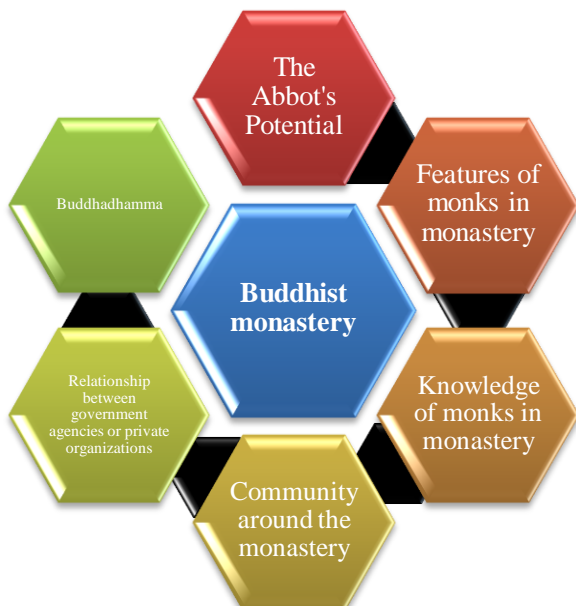 The
Abbot's
Potential
Features of
monks in
monastery
Knowledge
of monks in
monastery
Community
around the
monastery
Relationship
between
government
agencies or private
organizations
Buddhadhamma
Buddhist
monastery